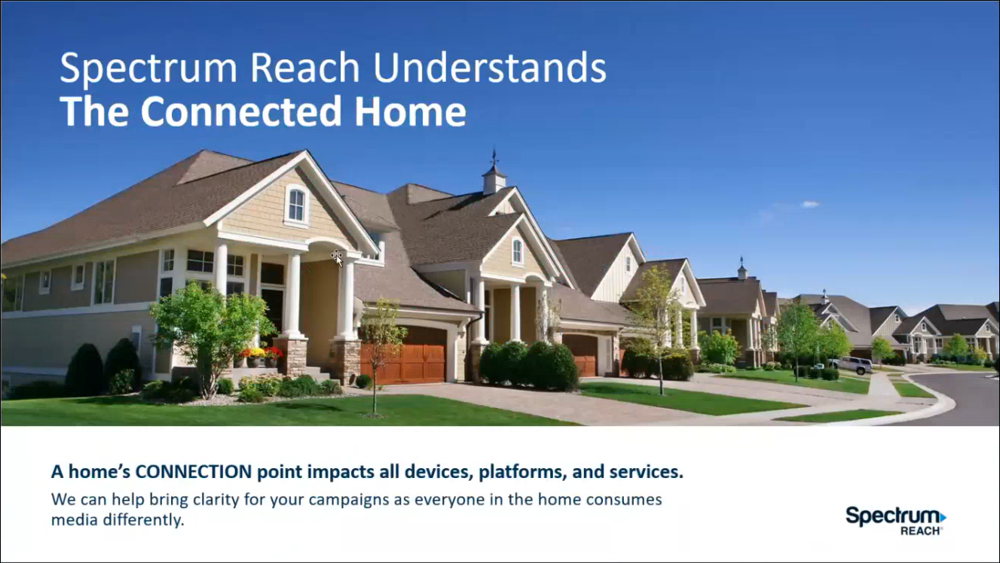 Spectrum Reach Understands
The Connected Home
A home’s CONNECTION point impacts all devices, platforms, and services.
We can help bring clarity for your campaigns as everyone in the home consumes
media differently.
Spectrum
REACH®